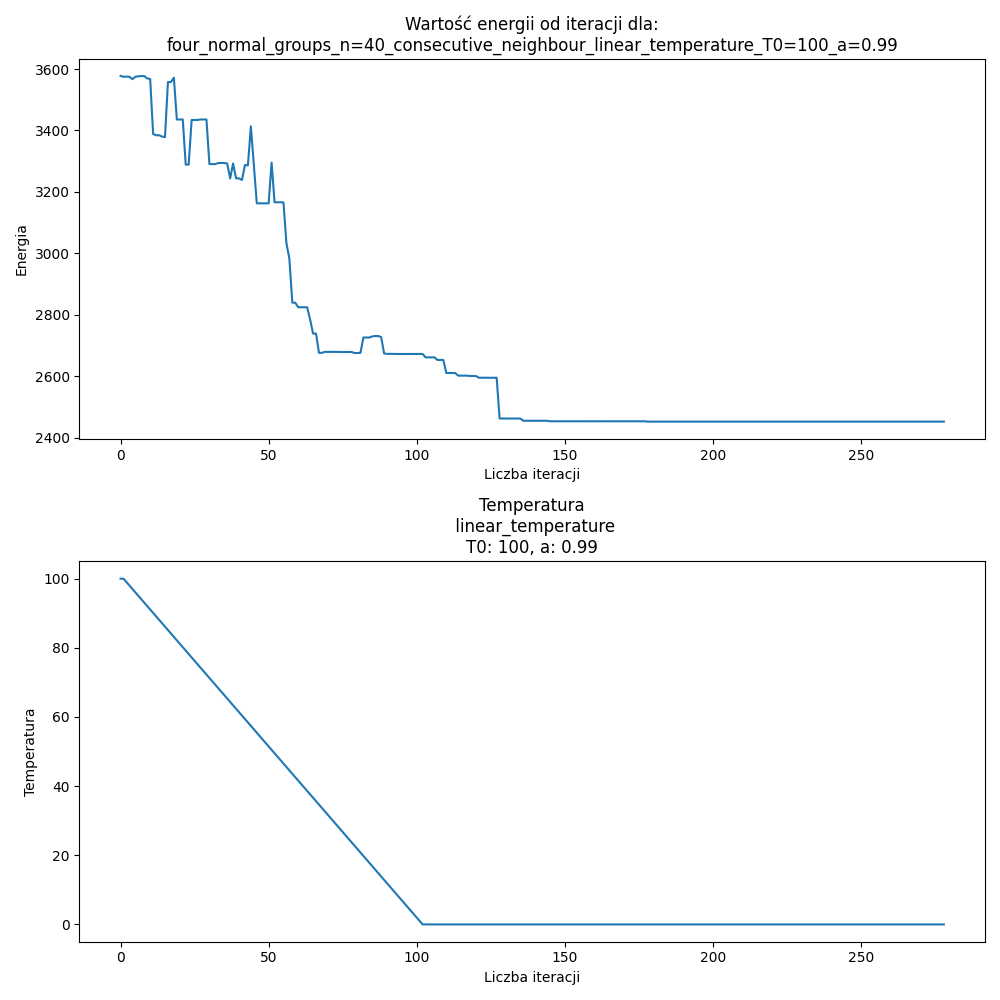 Wartość energii od iteracji dla:
four_normal_groups_n=40_consecutive_neighbour_linear_temperature_T0=100_a=0.99
3600
3400
3200
3000
2800
2600
2400
Energia
0 50 100 150 200 250
Liczba iteracji
Temperatura
linear_temperature
T0: 100, a: 0.99
100
80
60
40
20
0
Temperatura
0 50 100 150 200 250
Liczba iteracji